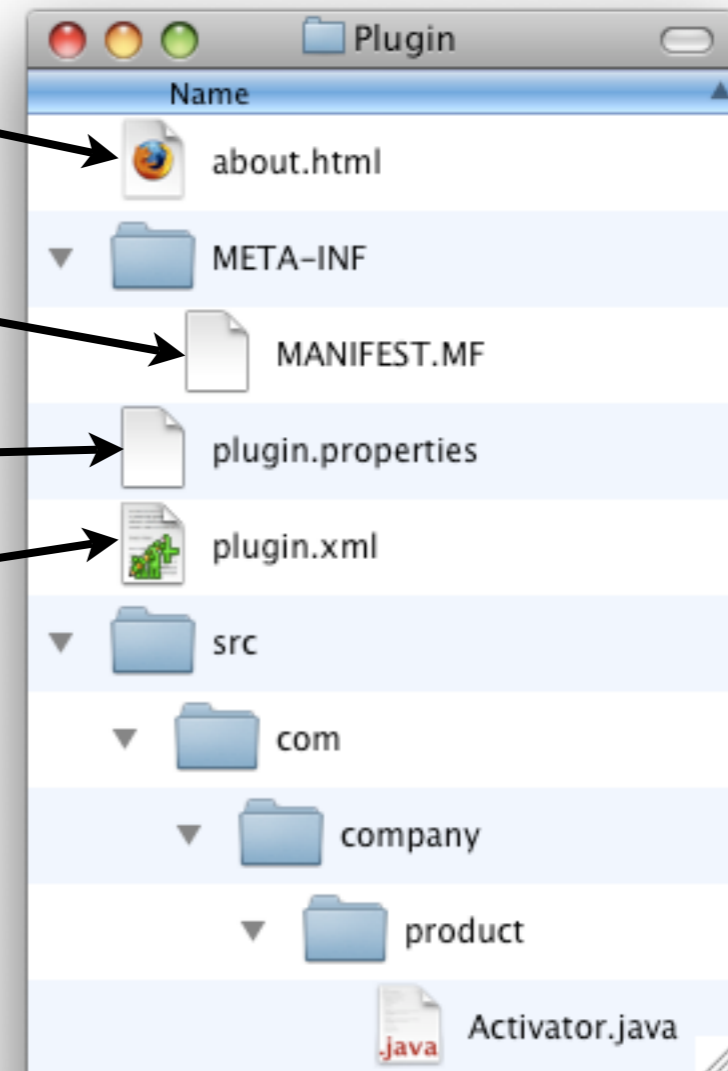 Plugin
Name
about.html
META-INF
MANIFEST.MF
plugin.properties
plugin.xml
src
com
company
product
Activator.java
.java